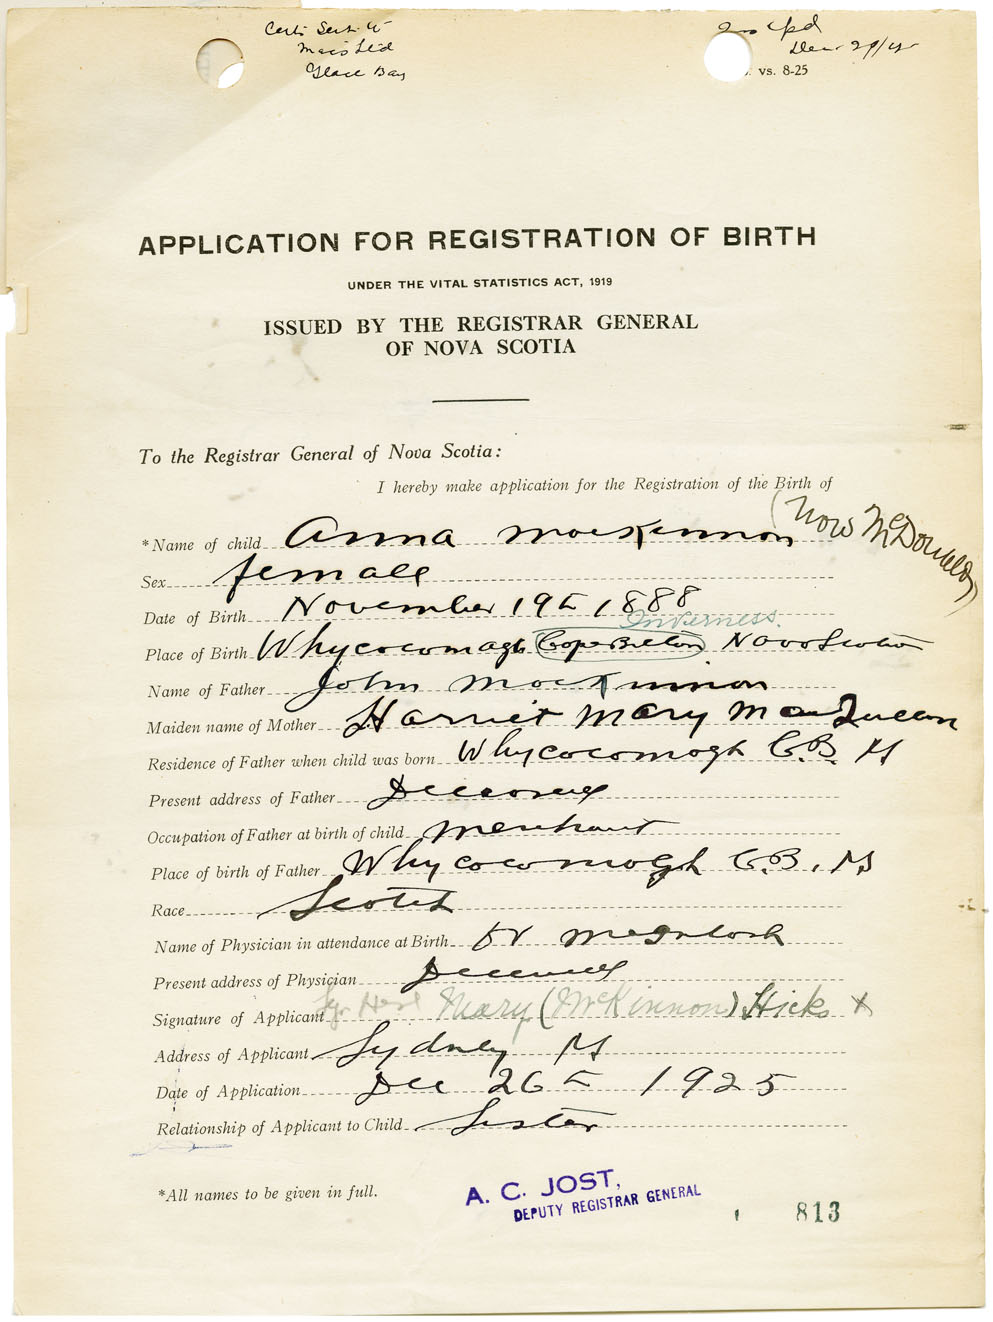 Glace Bay
vs. 8-25
APPLICATION FOR REGISTRATION OF BIRTH
UNDER THE VITAL STATISTICS ACT, 1919
ISSUED BY THE REGISTRAR GENERAL
OF NOVA SCOTIA
To the Registrar General of Nova Scotia:
I hereby make application for the Registration of the Birth of
(Now McDonald)
*Name of child Anna MacKinnon
Sex female
Date of Birth November 19th 1888
Inverness.
Place of Birth Whycocomagh Cape Breton Nova Scotia
Name of Father John MacKinnon
Maiden name of Mother Harriet Mary MacQueen
Residence of Father when child was born Whycocomagh C.B. NS
Present address of Father Deceased
Occupation of Father at birth of child merchant
Place of birth of Father Whycocomagh C.B. NS
Race Scotch
Name of Physician in attendance at Birth Dr McIntosh
Present address of Physician Deceased
Signature of Applicant Mary (McKinnon) Hicks x
Address of Applicant Sydney NS
Date of Application Dec 26th 1925
Relationship of Applicant to Child Sister
*All names to be given in full.
A. C. JOST,
DEPUTY REGISTRAR GENERAL
813